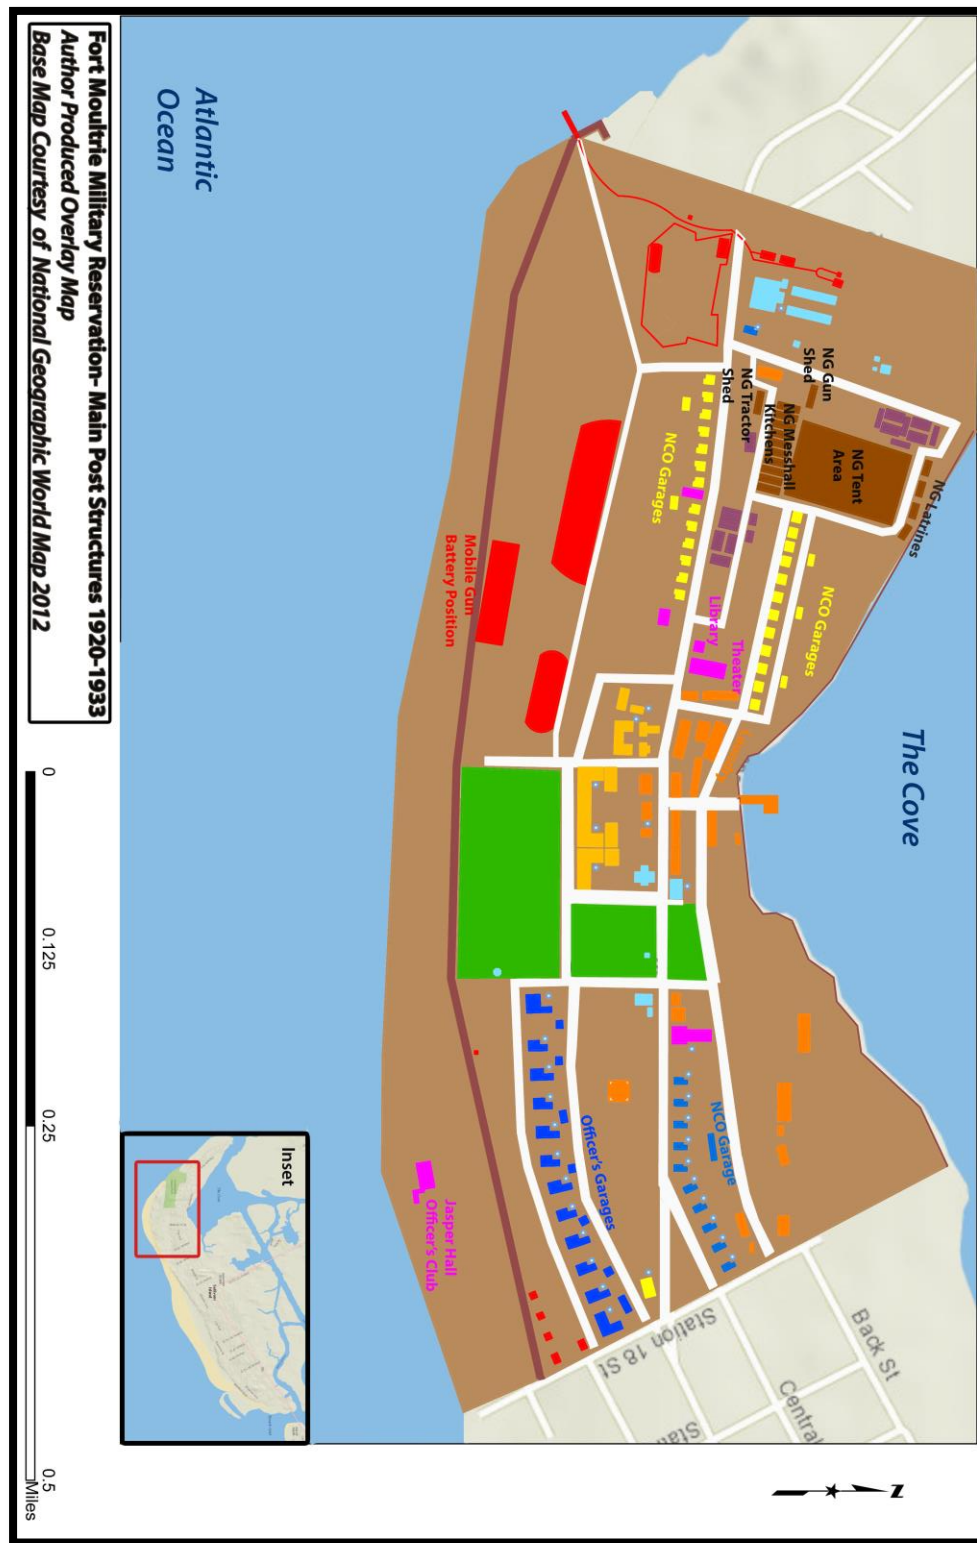 The Cove
Atlantic
Ocean
NG Latrines
NG Tent
Area
NG Gun
Shed
NG Messhall
Kitchens
NG Tractor
Shed
NCO Garages
NCO Garages
Theater
Library
Mobile Gun
Battery Position
NCO Garage
Officer's Garages
Jasper Hall
Officer's Club
Back St
Central
Station 18 St
Stati
Inset
N
Fort Moultrie Military Reservation- Main Post Structures 1920-1933
Author Produced Overlay Map
Base Map Courtesy of National Geographic World Map 2012
0 0.125 0.25 0.5
Miles